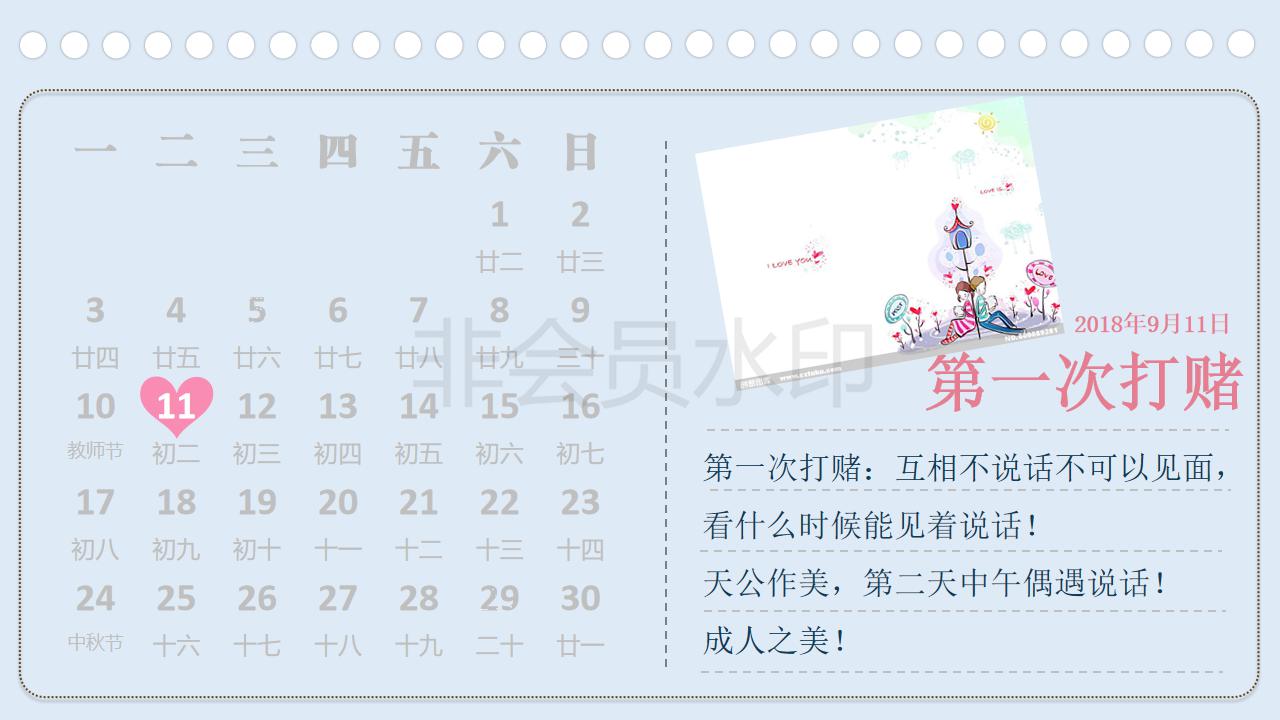 一 二 三 四 五 六 日
1 2
廿二 廿三
3 4 5 6 7 8 9
廿四 廿五 廿六 廿七 廿八 廿九 三十
10 11 12 13 14 15 16
教师节 初二 初三 初四 初五 初六 初七
17 18 19 20 21 22 23
初八 初九 初十 十一 十二 十三 十四
24 25 26 27 28 29 30
中秋节 十六 十七 十八 十九 二十 廿一
非会员水印
LOVE IS
I LOVE YOU
LOVE
2018年9月11日
第一次打赌
第一次打赌：互相不说话不可以见面，
看什么时候能见着说话！
天公作美，第二天中午偶遇说话！
成人之美！